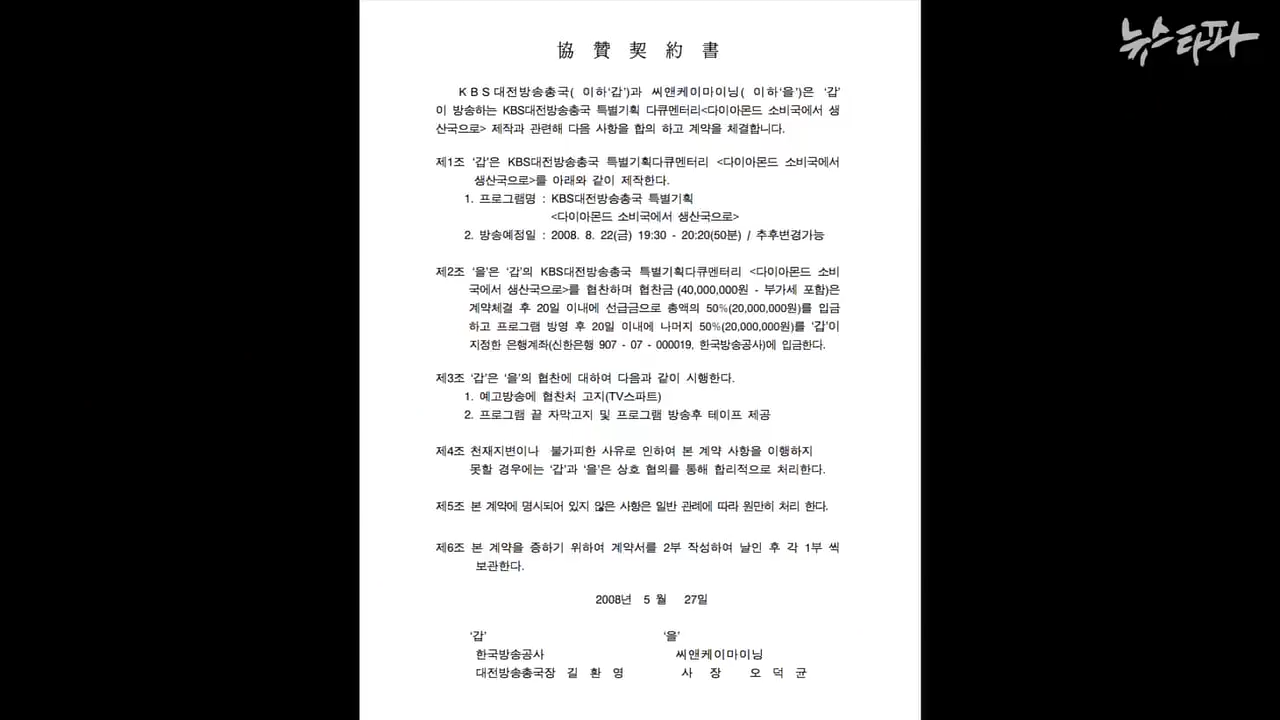 뉴스타파
協 贊 契 約 書
KBS대전방송총국( 이하'갑')과 씨앤케이마이닝( 이하'을')은 '갑'
이 방송하는 KBS대전방송총국 특별기획 다큐멘터리<다이아몬드 소비국에서 생
산국으로> 제작과 관련해 다음 사항을 합의 하고 계약을 체결합니다.
제1조 '갑'은 KBS대전방송총국 특별기획다큐멘터리 <다이아몬드 소비국에서
생산국으로>를 아래와 같이 제작한다.
1. 프로그램명 : KBS대전방송총국 특별기획
<다이아몬드 소비국에서 생산국으로>
2. 방송예정일 : 2008. 8. 22(금) 19:30 - 20:20(50분) / 추후변경가능
제2조 '을'은 '갑'의 KBS대전방송총국 특별기획다큐멘터리 <다이아몬드 소비
국에서 생산국으로>를 협찬하며 협찬금 (40,000,000원 - 부가세 포함)은
계약체결 후 20일 이내에 선급금으로 총액의 50%(20,000,000원)를 입금
하고 프로그램 방영 후 20일 이내에 나머지 50%(20,000,000원)를 '갑'이
지정한 은행계좌(신한은행 907 - 07 - 000019, 한국방송공사)에 입금한다.
제3조 '갑'은 '을'의 협찬에 대하여 다음과 같이 시행한다.
1. 예고방송에 협찬처 고지(TV스파트)
2. 프로그램 끝 자막고지 및 프로그램 방송후 테이프 제공
제4조 천재지변이나 불가피한 사유로 인하여 본 계약 사항을 이행하지
못할 경우에는 '갑'과 '을'은 상호 협의를 통해 합리적으로 처리한다.
제5조 본 계약에 명시되어 있지 않은 사항은 일반 관례에 따라 원만히 처리 한다.
제6조 본 계약을 증하기 위하여 계약서를 2부 작성하여 날인 후 각 1부 씩
보관한다.
2008년 5 월 27일
'갑' '을'
한국방송공사 씨앤케이마이닝
대전방송총국장 길 환 영 사 장 오 덕 균